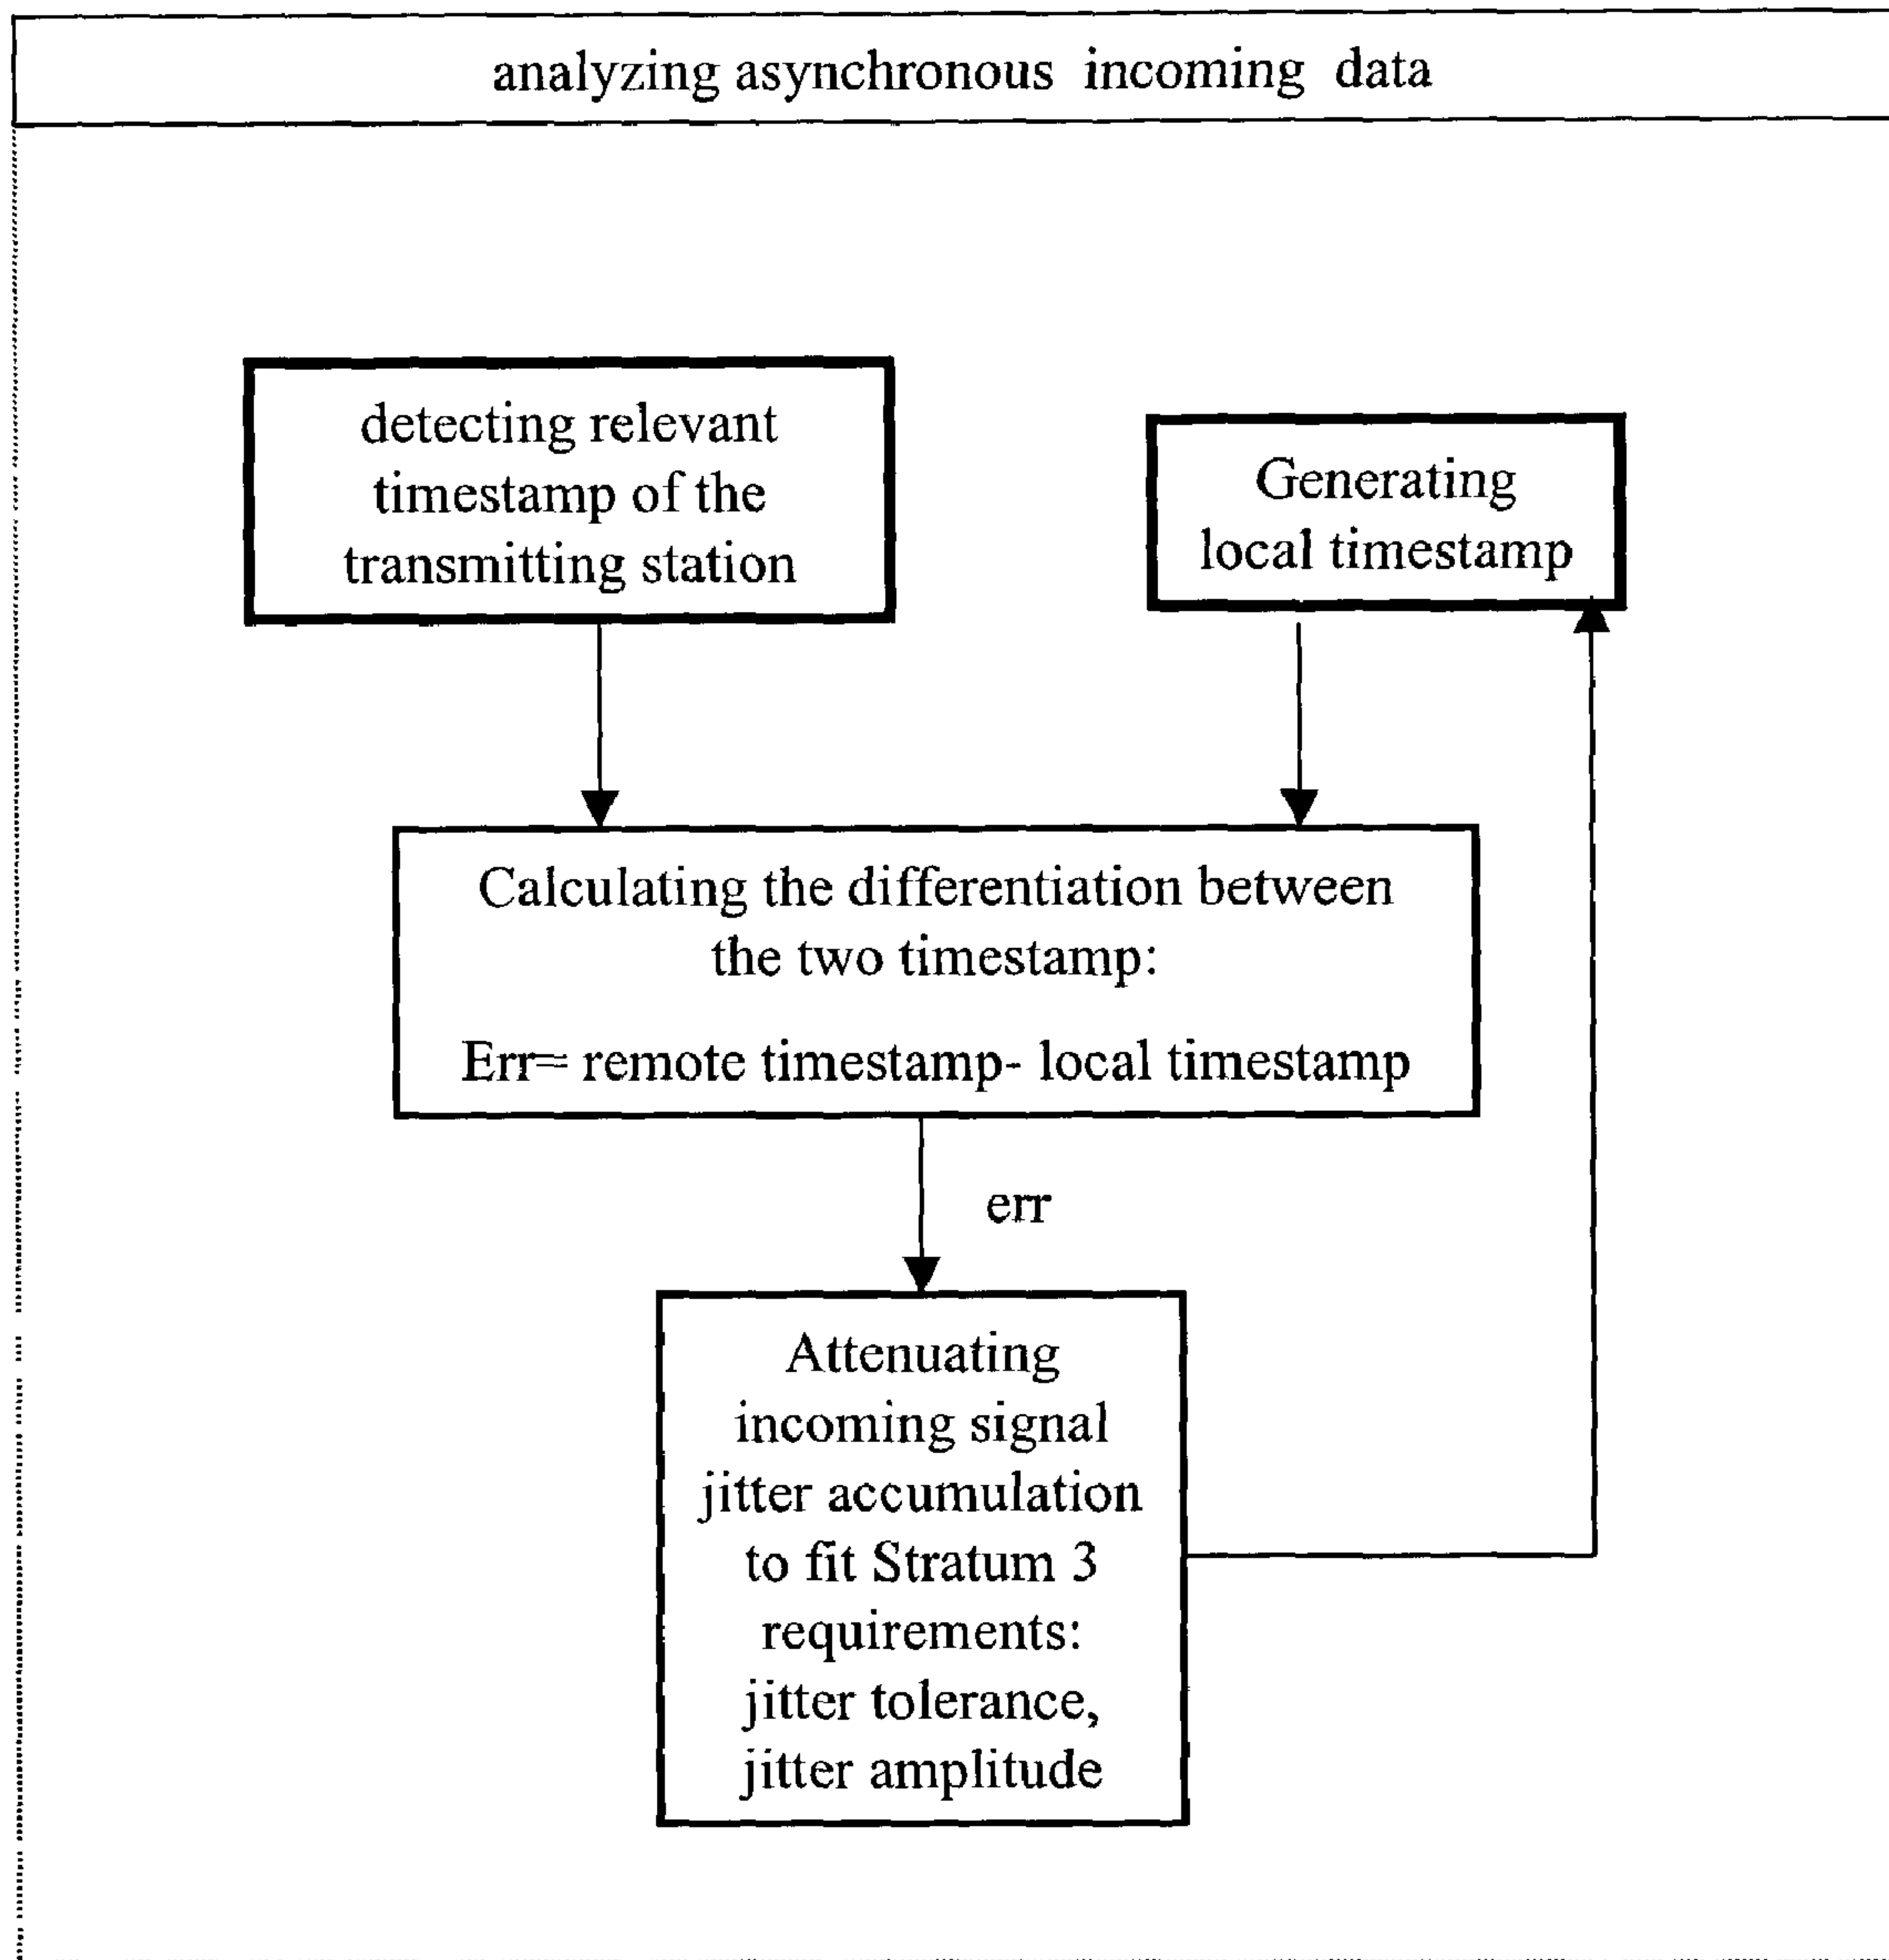 analyzing asynchronous incoming data
detecting relevant
timestamp of the
transmitting station
Generating
local timestamp
Calculating the differentiation between
the two timestamp:
Err= remote timestamp- local timestamp
err
Attenuating
incoming signal
jitter accumulation
to fit Stratum 3
requirements:
jitter tolerance,
jitter amplitude